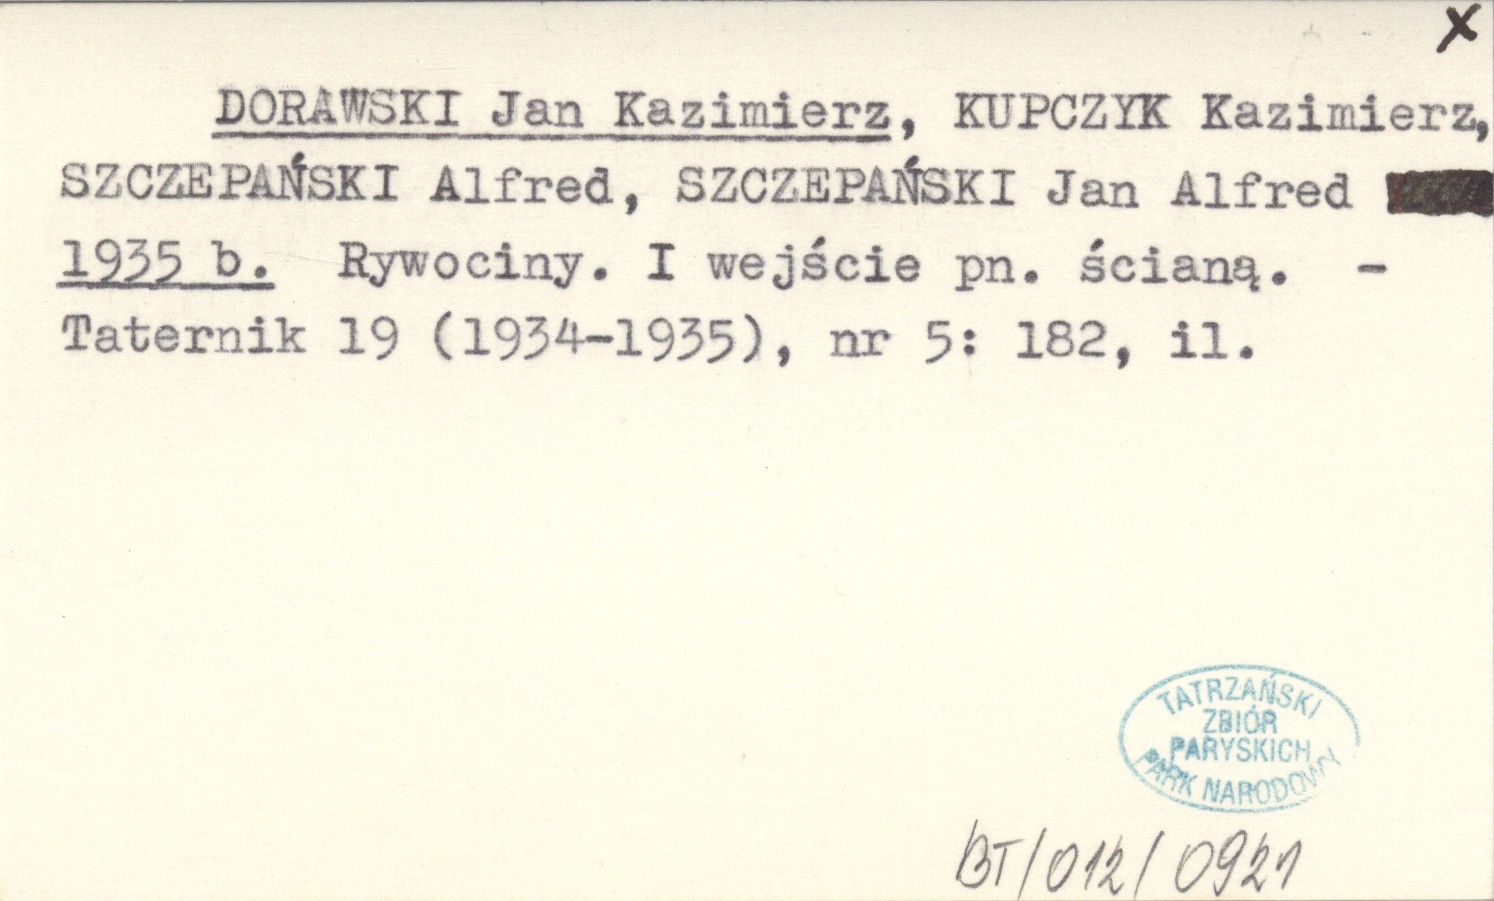 X
DORAWSKI Jan Kazimierz, KUPCZYK Kazimierz,
SZCZEPAŃSKI Alfred, SZCZEPAŃSKI Jan Alfred
1935 b. Rywociny. I wejście pn. ścianą. -
Taternik 19 (1934-1935), nr 5: 182, il.
TATRZAŃSKI
ZBIÓR
PARYSKICH
PARK NARODOWY
BT/012/0921